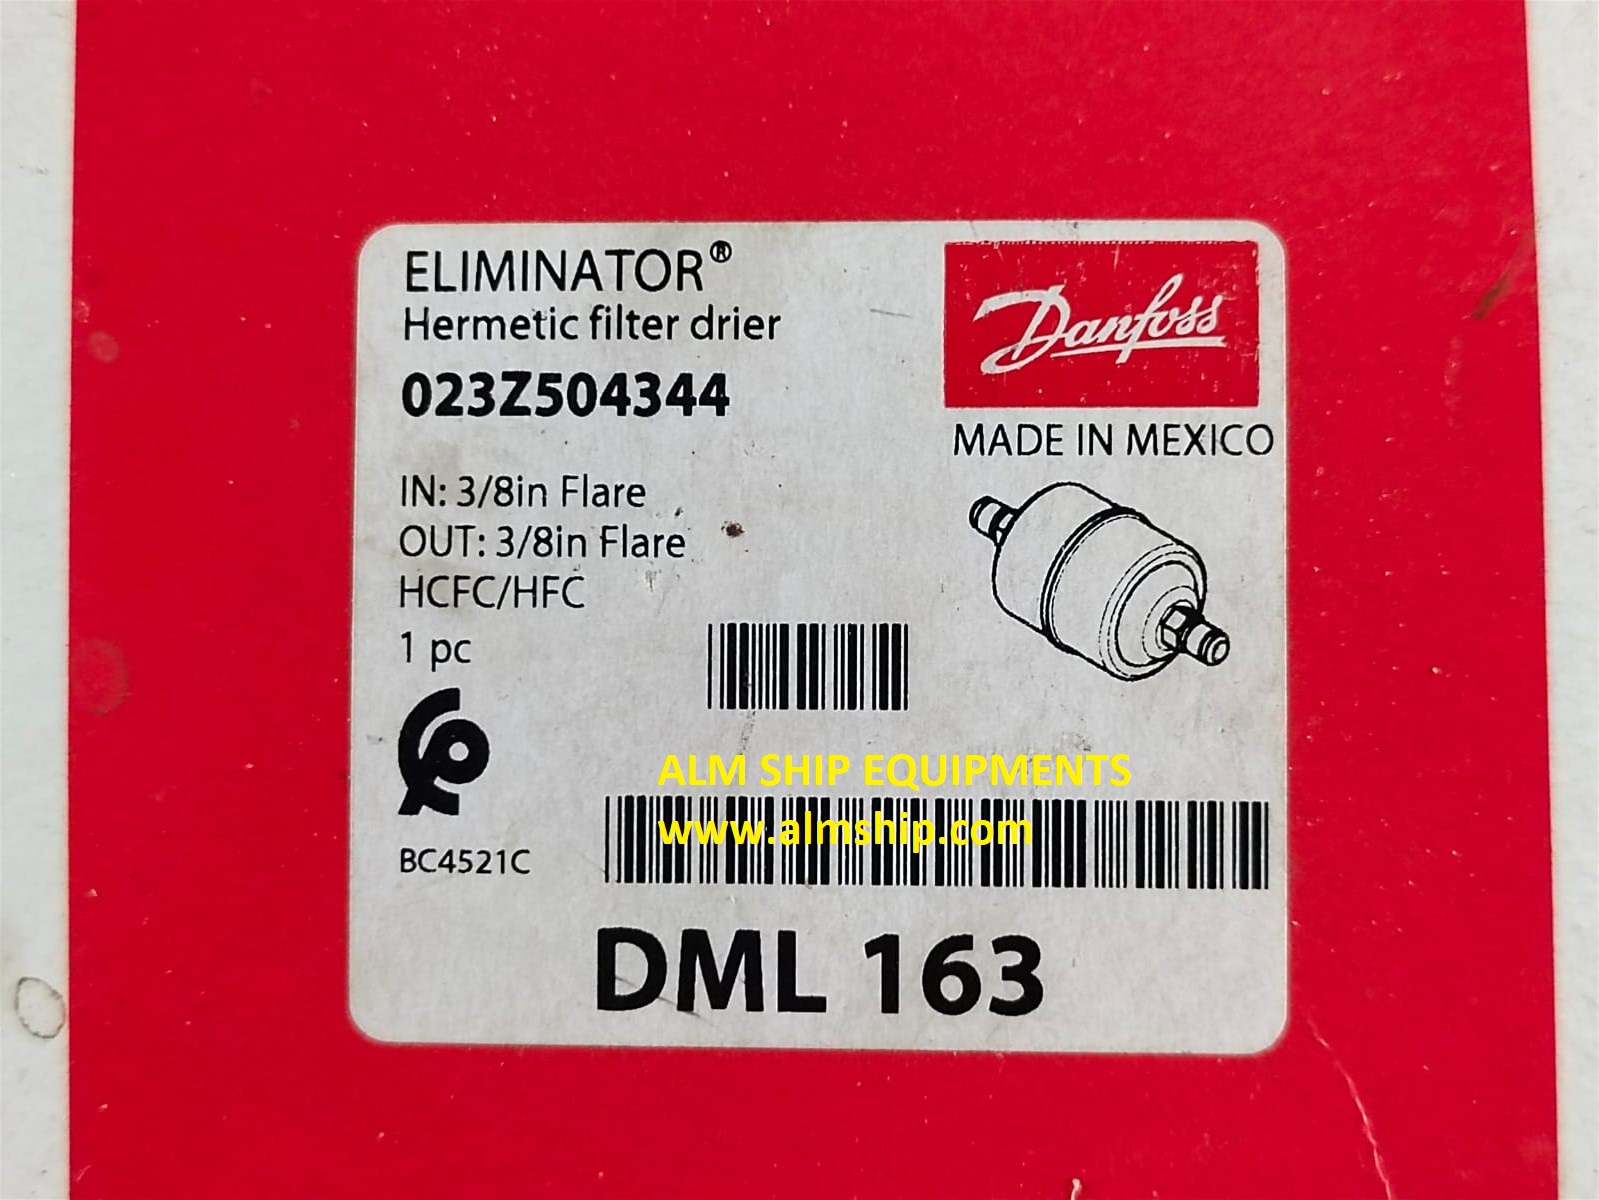 ELIMINATOR®
Hermetic filter drier
023Z504344
Danfoss
MADE IN MEXICO
IN: 3/8in Flare
OUT: 3/8in Flare
HCFC/HFC
1 pc
ALM SHIP EQUIPMENTS
www.almship.com
BC4521C
DML 163